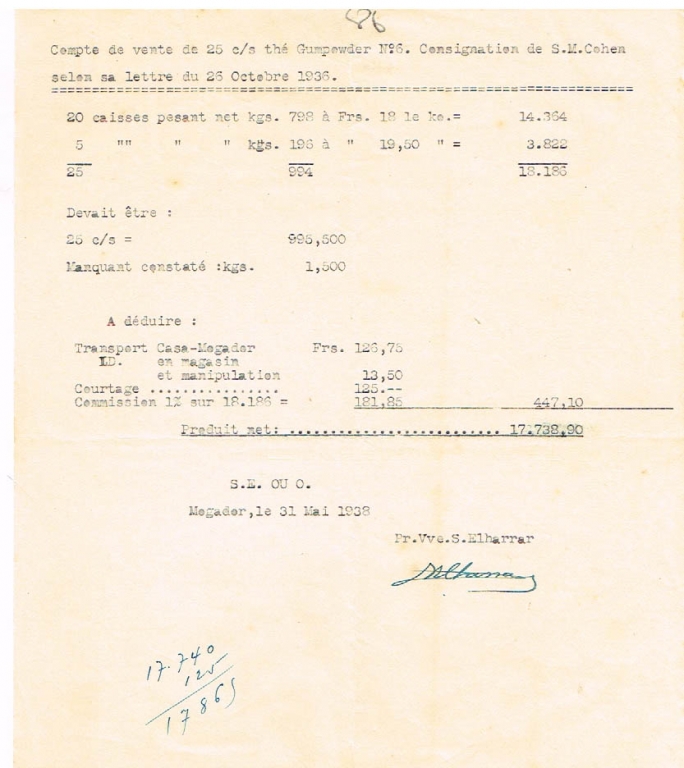 Compte de vente de 25 c/s thé Gumpowder Nº6. Consignation de S.M.Cohen
selon sa lettre du 26 Octobre 1936.
20 caisses pesant net kgs. 798 à Frs. 18 le ko.= 14.364
5 "" " " kgs. 196 à " 19,50 " = 3.822
25 994 18.186
Devait être :
25 c/s = 995,500
Manquant constaté :kgs. 1,500
A déduire :
Transport Casa-Mogador Frs. 126,75
ID. en magasin
et manipulation 13,50
Courtage ................ 125.--
Commission 1% sur 18.186 = 181,85 447,10
Produit net: .......................... 17.738,90
S.E. OU O.
Mogador,le 31 Mai 1938
Pr.Vve.S.Elharrar
17.740
125
17865